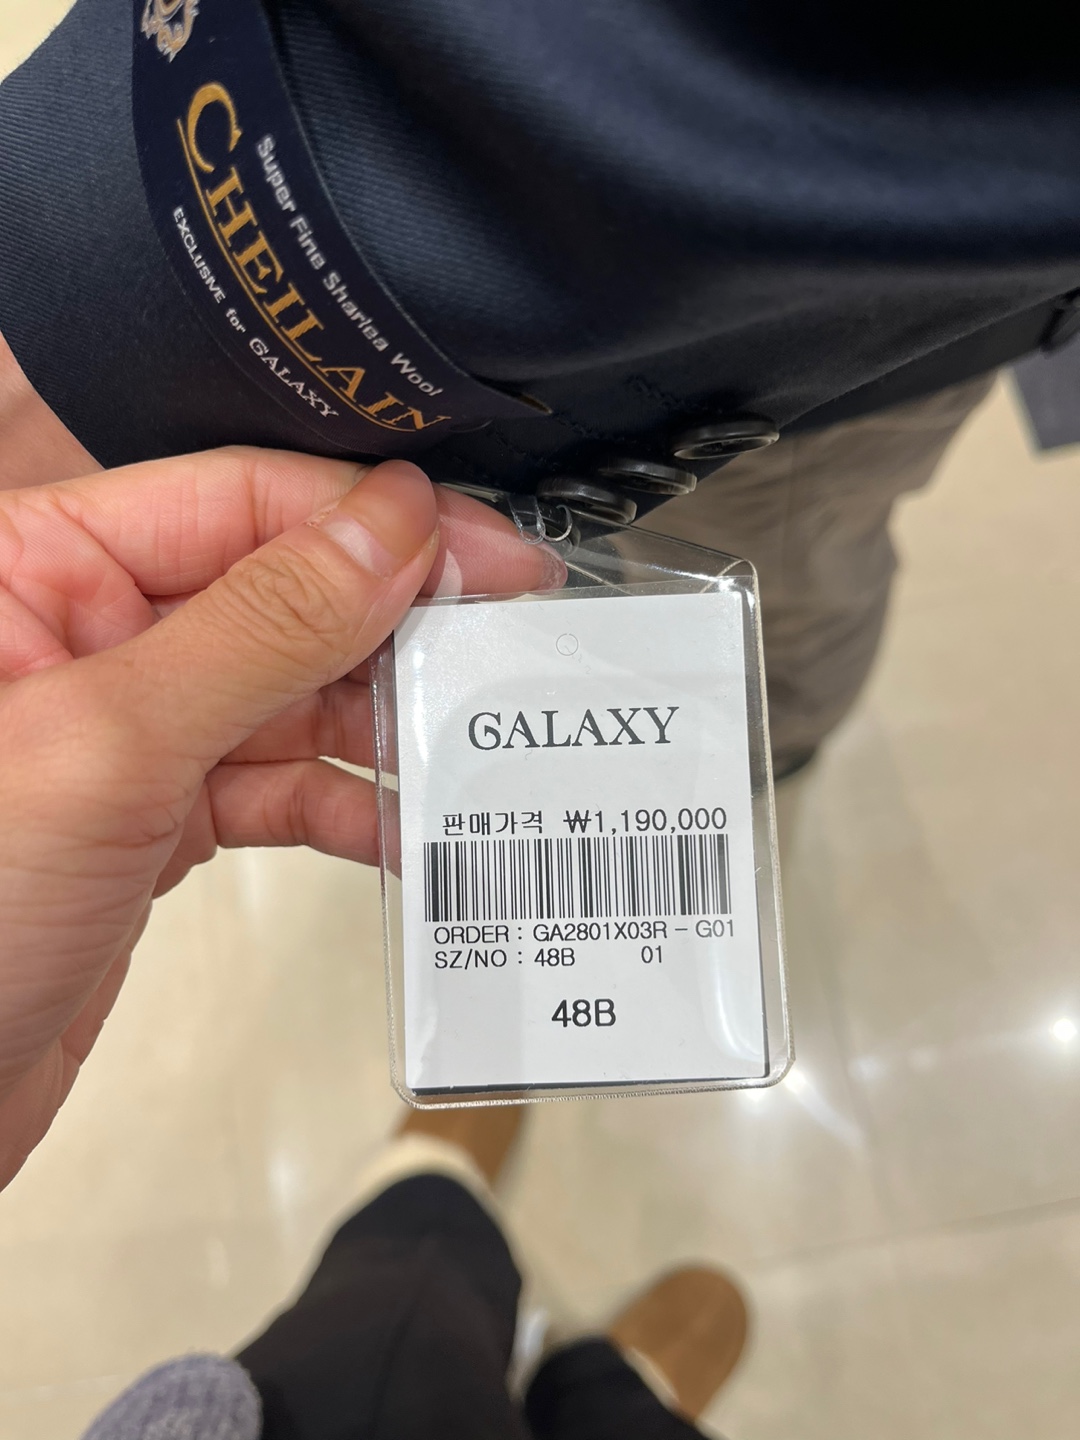 Super Fine Sharlea Wool
CHEILAIN
EXCLUSIVE for GALAXY
GALAXY
판매가격 ₩1,190,000
ORDER : GA2801X03R - G01
SZ/NO : 48B 01
48B